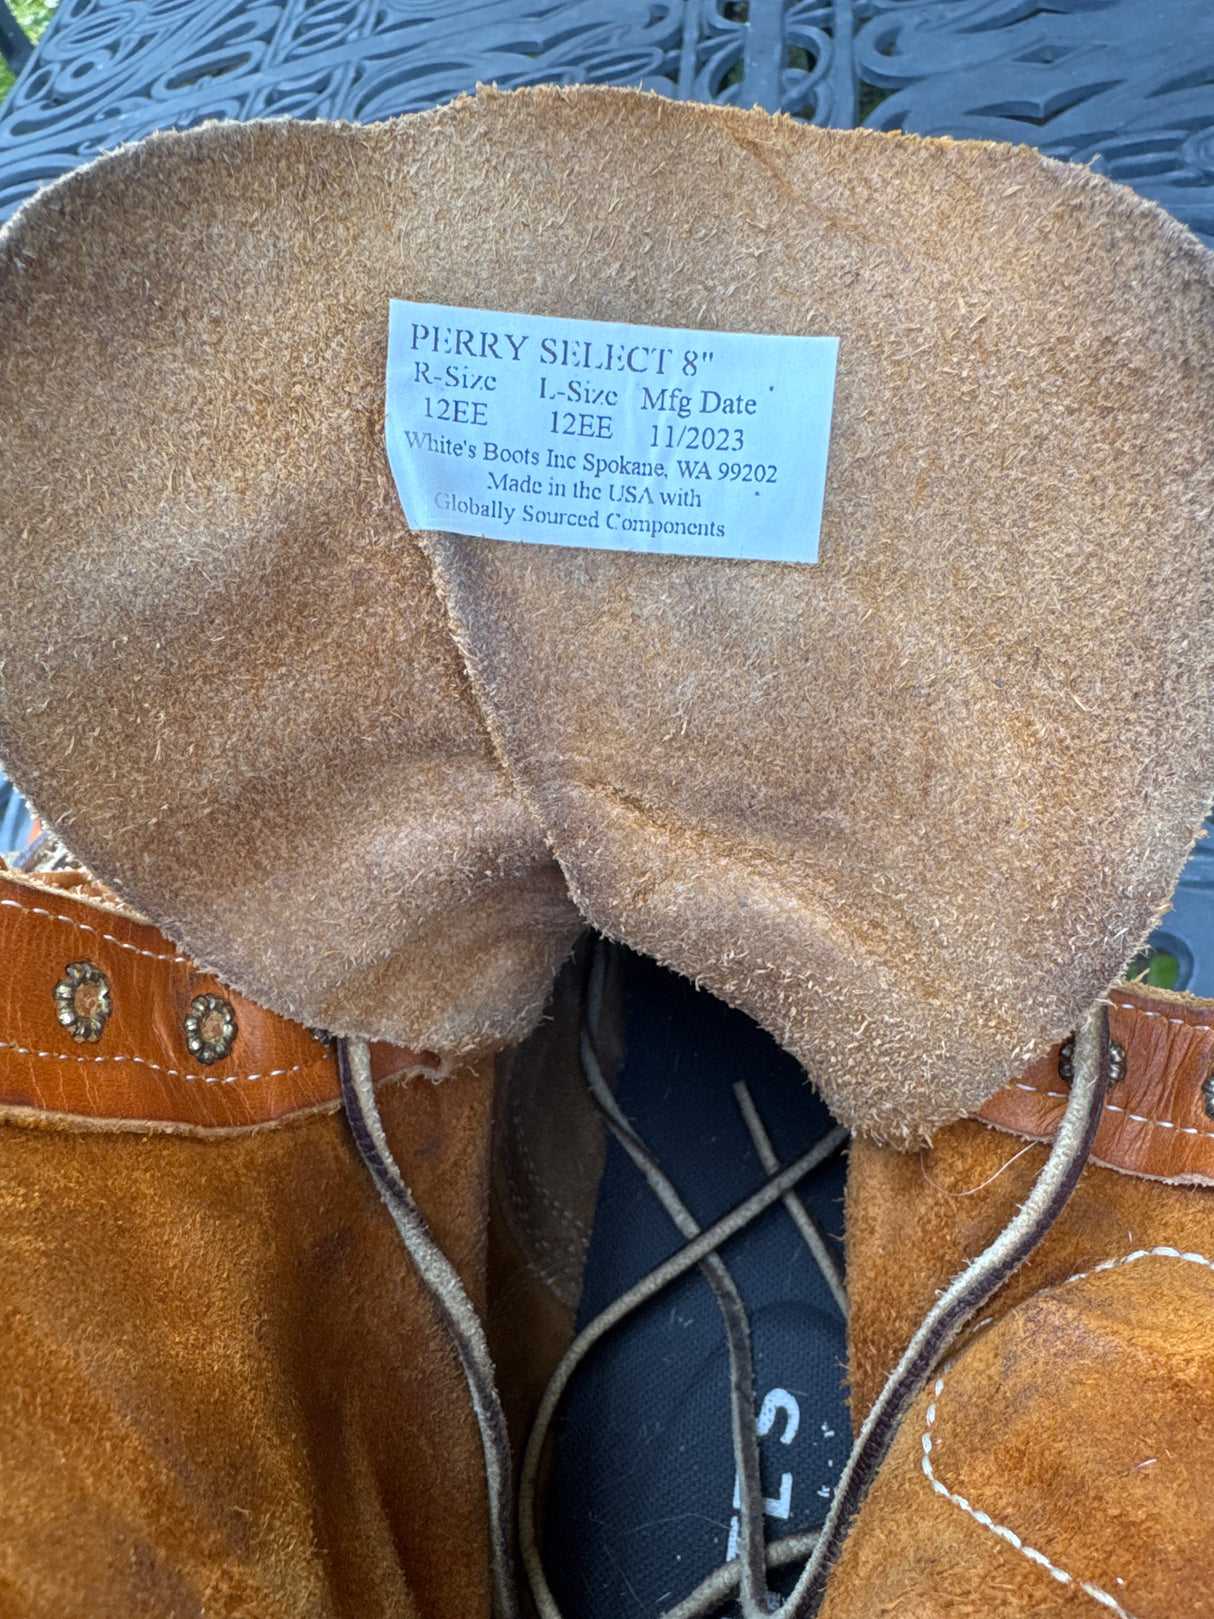 PERRY SELECT 8"
R-Size L-Size Mfg Date
12EE 12EE 11/2023
White's Boots Inc Spokane, WA 99202
Made in the USA with
Globally Sourced Components